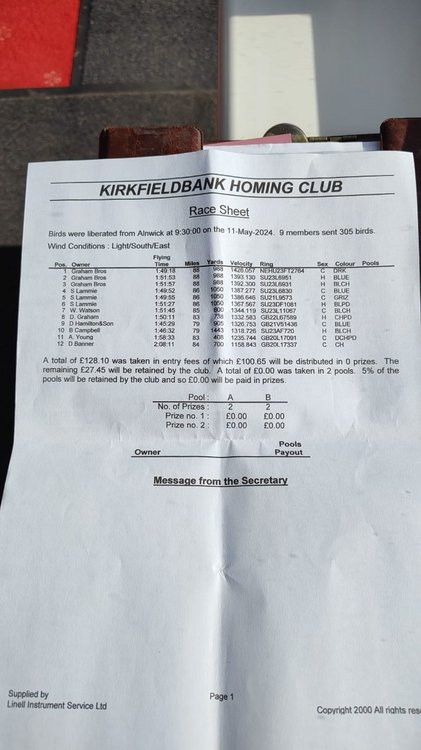 KIRKFIELDBANK HOMING CLUB
Race Sheet
Birds were liberated from Alnwick at 9:30:00 on the 11-May-2024. 9 members sent 305 birds.
Wind Conditions : Light/South/East
Pos. Owner Flying Time Miles Yards Velocity Ring Sex Colour Pools
1 Graham Bros 1:49:18 88 988 1426.057 NEHU23FT2764 C DRK
2 Graham Bros 1:51:53 88 988 1393.130 SU23L6951 H BLUE
3 Graham Bros 1:51:57 88 988 1392.300 SU23L6931 H BLCH
4 S Lammie 1:49:52 86 1050 1387.277 SU23D6830 C BLUE
5 S Lammie 1:49:55 86 1050 1386.646 SU21L9573 C GRIZ
6 S Lammie 1:51:27 86 1050 1367.567 SU23DF1081 H BLPD
7 W. Watson 1:51:45 85 600 1344.119 SU23L11067 C BLCH
8 D. Graham 1:50:11 83 738 1332.583 GB22L67589 H CHPD
9 D Hamilton&Son 1:45:29 79 905 1326.753 GB21V51436 C BLUE
10 B Campbell 1:46:32 79 1443 1318.726 SU23AF720 H BLCH
11 A. Young 1:58:33 83 408 1235.744 GB20L17091 C DCHPD
12 D Banner 2:08:11 84 700 1158.843 GB20L17337 C CH
A total of £128.10 was taken in entry fees of which £100.65 will be distributed in 0 prizes. The
remaining £27.45 will be retained by the club. A total of £0.00 was taken in 2 pools. 5% of the
pools will be retained by the club and so £0.00 will be paid in prizes.
Pool : A B
No. of Prizes : 2 2
Prize no. 1 : £0.00 £0.00
Prize no. 2 : £0.00 £0.00
Owner Pools Payout
Message from the Secretary
Supplied by
Linell Instrument Service Ltd
Page 1
Copyright 2000 All rights res